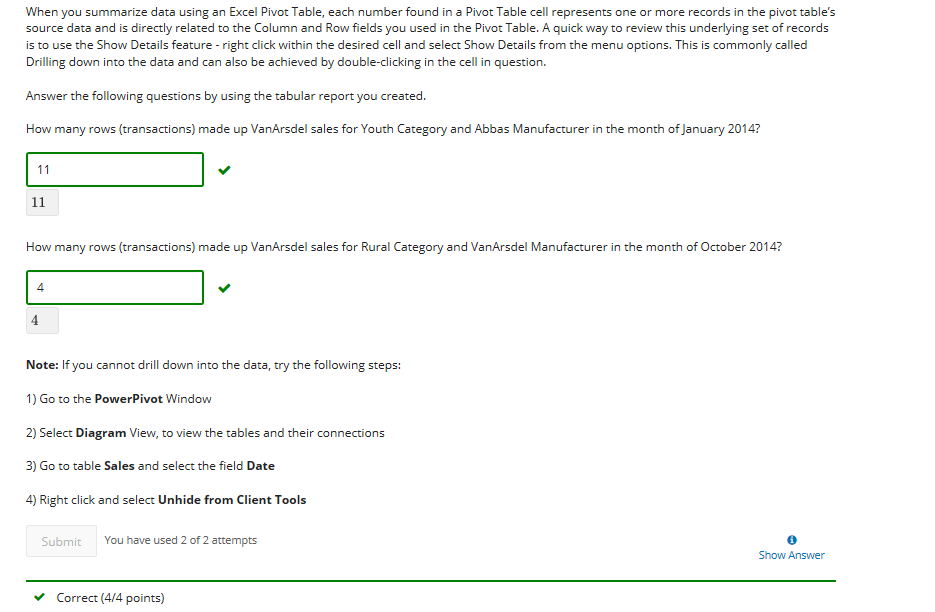 When you summarize data using an Excel Pivot Table, each number found in a Pivot Table cell represents one or more records in the pivot table's
source data and is directly related to the Column and Row fields you used in the Pivot Table. A quick way to review this underlying set of records
is to use the Show Details feature - right click within the desired cell and select Show Details from the menu options. This is commonly called
Drilling down into the data and can also be achieved by double-clicking in the cell in question.
Answer the following questions by using the tabular report you created.
How many rows (transactions) made up VanArsdel sales for Youth Category and Abbas Manufacturer in the month of January 2014?
11
11
How many rows (transactions) made up VanArsdel sales for Rural Category and VanArsdel Manufacturer in the month of October 2014?
4
4
Note: If you cannot drill down into the data, try the following steps:
1) Go to the PowerPivot Window
2) Select Diagram View, to view the tables and their connections
3) Go to table Sales and select the field Date
4) Right click and select Unhide from Client Tools
Submit You have used 2 of 2 attempts
Show Answer
Correct (4/4 points)